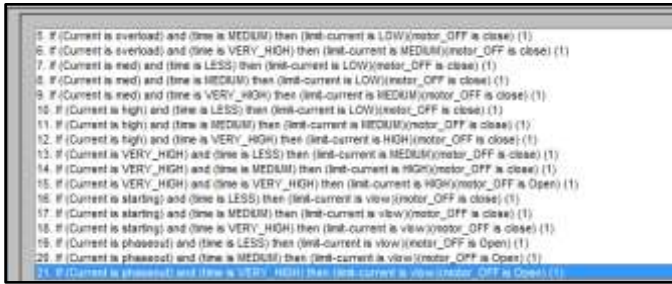 5. If (Current is overload) and (time is MEDIUM) then (limit-current is LOW)(motor_OFF is close) (1)
6. If (Current is overload) and (time is VERY_HIGH) then (limit-current is MEDIUM)(motor_OFF is close) (1)
7. If (Current is med) and (time is LESS) then (limit-current is LOW)(motor_OFF is close) (1)
8. If (Current is med) and (time is MEDIUM) then (limit-current is LOW)(motor_OFF is close) (1)
9. If (Current is med) and (time is VERY_HIGH) then (limit-current is MEDIUM)(motor_OFF is close) (1)
10. If (Current is high) and (time is LESS) then (limit-current is LOW)(motor_OFF is close) (1)
11. If (Current is high) and (time is MEDIUM) then (limit-current is MEDIUM)(motor_OFF is close) (1)
12. If (Current is high) and (time is VERY_HIGH) then (limit-current is HIGH)(motor_OFF is close) (1)
13. If (Current is VERY_HIGH) and (time is LESS) then (limit-current is MEDIUM)(motor_OFF is close) (1)
14. If (Current is VERY_HIGH) and (time is MEDIUM) then (limit-current is HIGH)(motor_OFF is close) (1)
15. If (Current is VERY_HIGH) and (time is VERY_HIGH) then (limit-current is HIGH)(motor_OFF is Open) (1)
16. If (Current is starting) and (time is LESS) then (limit-current is vlow)(motor_OFF is close) (1)
17. If (Current is starting) and (time is MEDIUM) then (limit-current is vlow)(motor_OFF is close) (1)
18. If (Current is starting) and (time is VERY_HIGH) then (limit-current is vlow)(motor_OFF is close) (1)
19. If (Current is phaseout) and (time is LESS) then (limit-current is vlow)(motor_OFF is Open) (1)
20. If (Current is phaseout) and (time is MEDIUM) then (limit-current is vlow)(motor_OFF is Open) (1)
21. If (Current is phaseout) and (time is VERY_HIGH) then (limit-current is vlow)(motor_OFF is Open) (1)